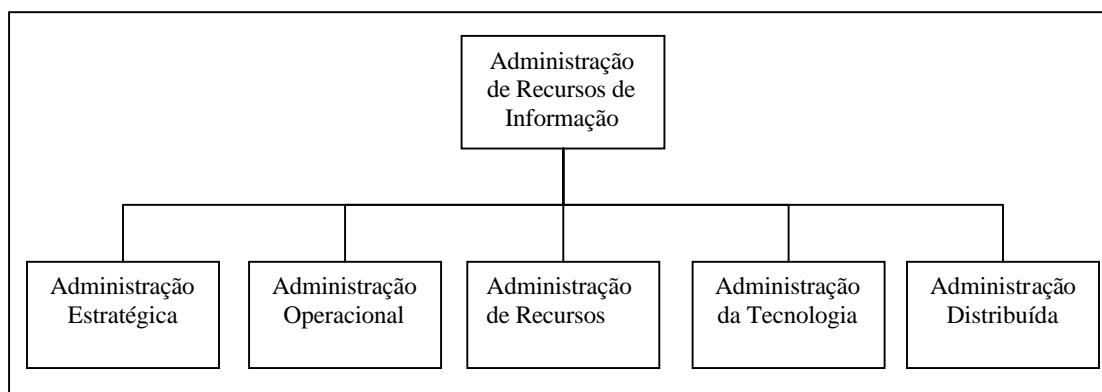 Administração
de Recursos de
Informação
Administração
Estratégica
Administração
Operacional
Administração
de Recursos
Administração
da Tecnologia
Administração
Distribuída